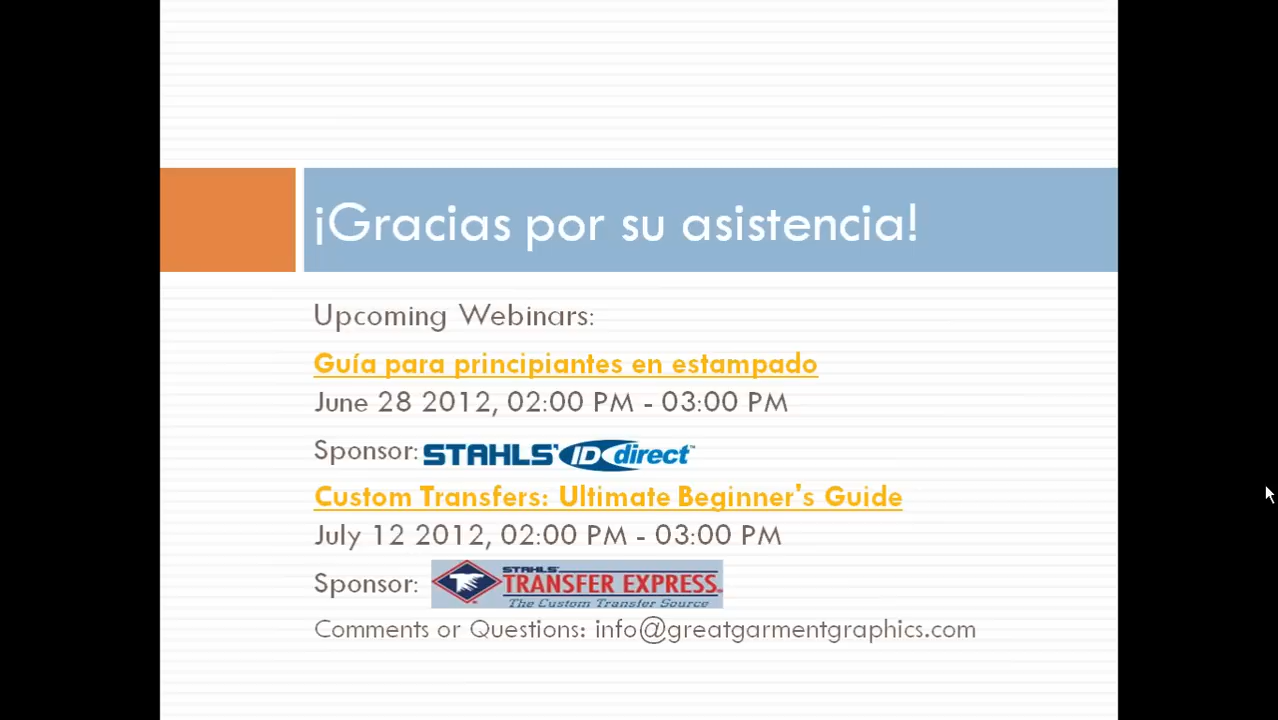 ¡Gracias por su asistencia!
Upcoming Webinars:
Guía para principiantes en estampado
June 28 2012, 02:00 PM - 03:00 PM
Sponsor: STAHLS' ID direct™
Custom Transfers: Ultimate Beginner's Guide
July 12 2012, 02:00 PM - 03:00 PM
STAHLS'
Sponsor: TRANSFER EXPRESS
The Custom Transfer Source
Comments or Questions: info@greatgarmentgraphics.com